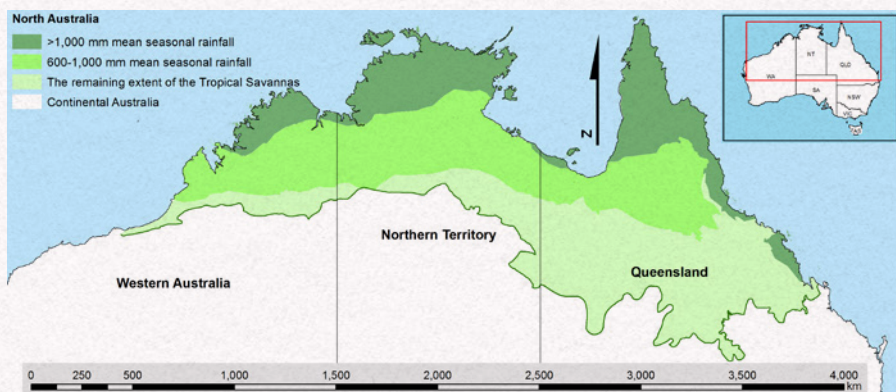 North Australia
>1,000 mm mean seasonal rainfall
600-1,000 mm mean seasonal rainfall
The remaining extent of the Tropical Savannas
Continental Australia
N
NT
QLD
WA
SA
NSW
VIC
TAS
Northern Territory
Queensland
Western Australia
0 250 500 1,000 1,500 2,000 2,500 3,000 3,500 4,000
km